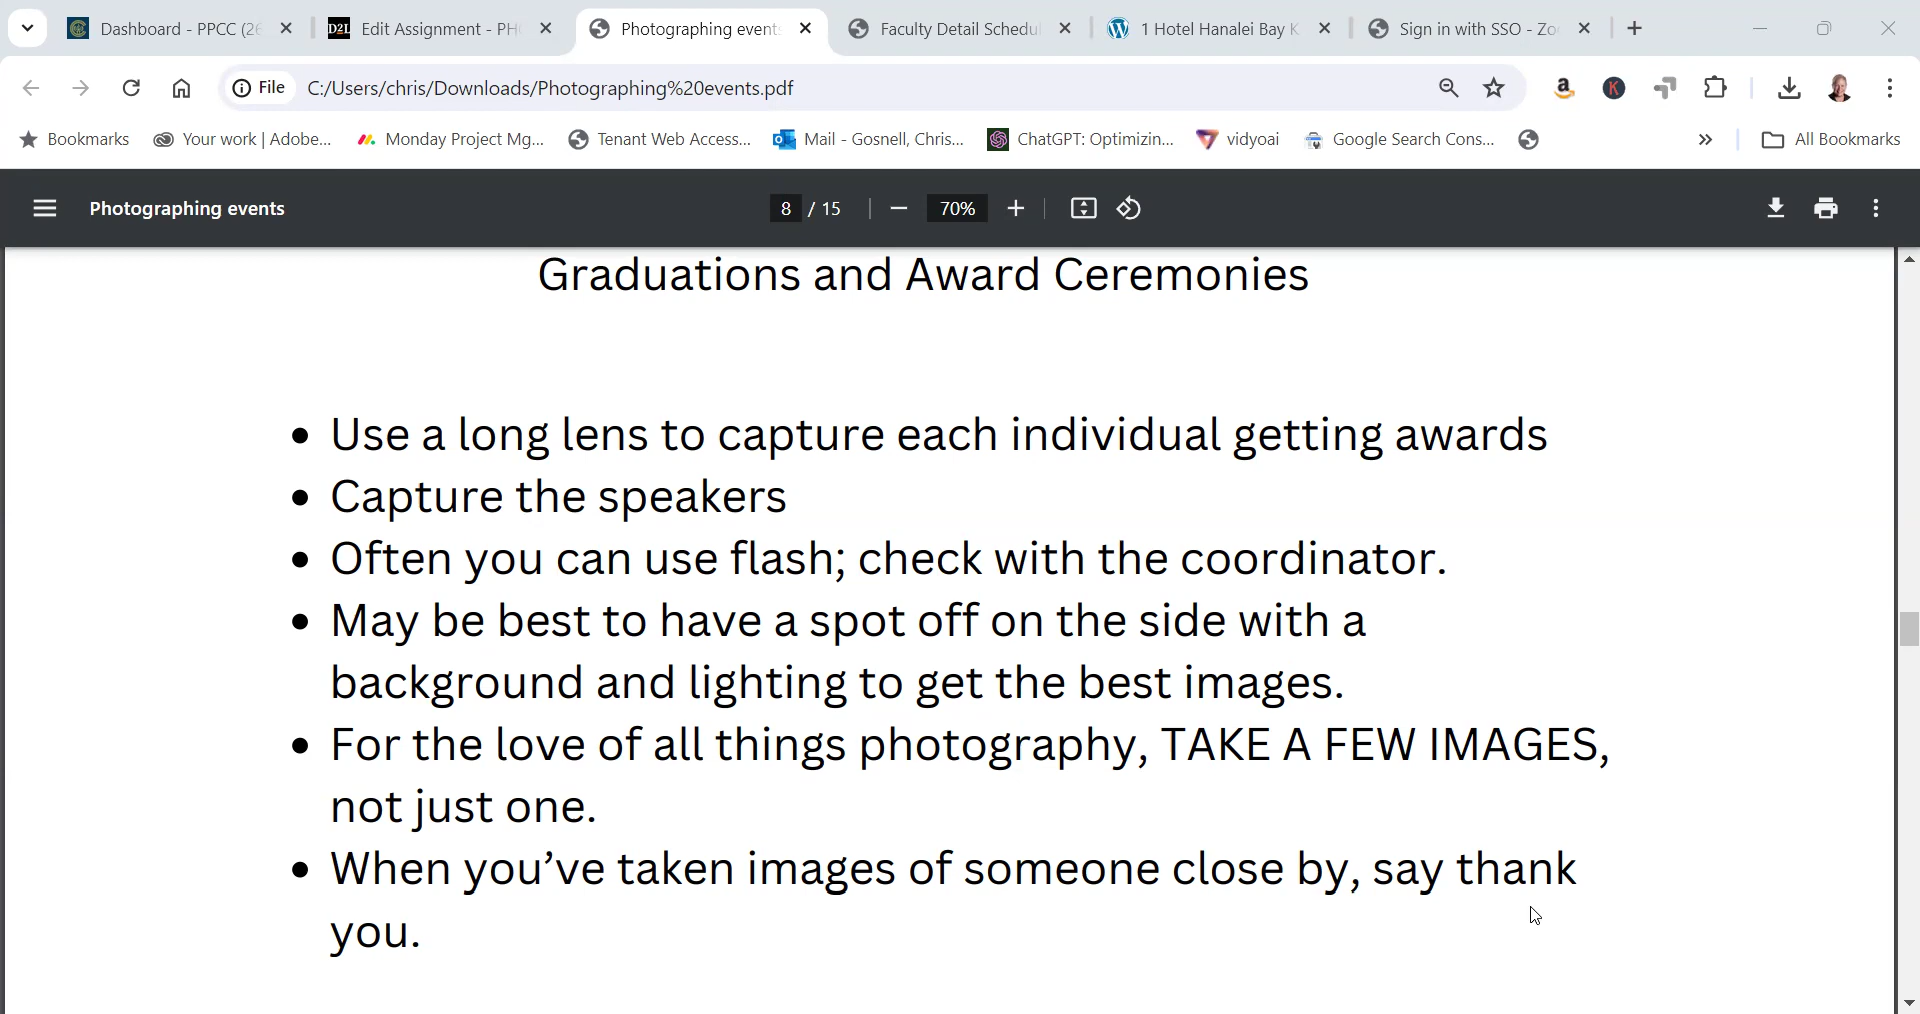 Dashboard - PPCC (26
D2L Edit Assignment - PH
Photographing event
Faculty Detail Schedul
1 Hotel Hanalei Bay K
Sign in with SSO - Zo
File C:/Users/chris/Downloads/Photographing%20events.pdf
Bookmarks
Your work | Adobe...
Monday Project Mg...
Tenant Web Access...
Mail - Gosnell, Chris...
ChatGPT: Optimizin...
vidyoai
Google Search Cons...
All Bookmarks
Photographing events
8 / 15
70%
Graduations and Award Ceremonies
• Use a long lens to capture each individual getting awards
• Capture the speakers
• Often you can use flash; check with the coordinator.
• May be best to have a spot off on the side with a
background and lighting to get the best images.
• For the love of all things photography, TAKE A FEW IMAGES,
not just one.
• When you’ve taken images of someone close by, say thank
you.